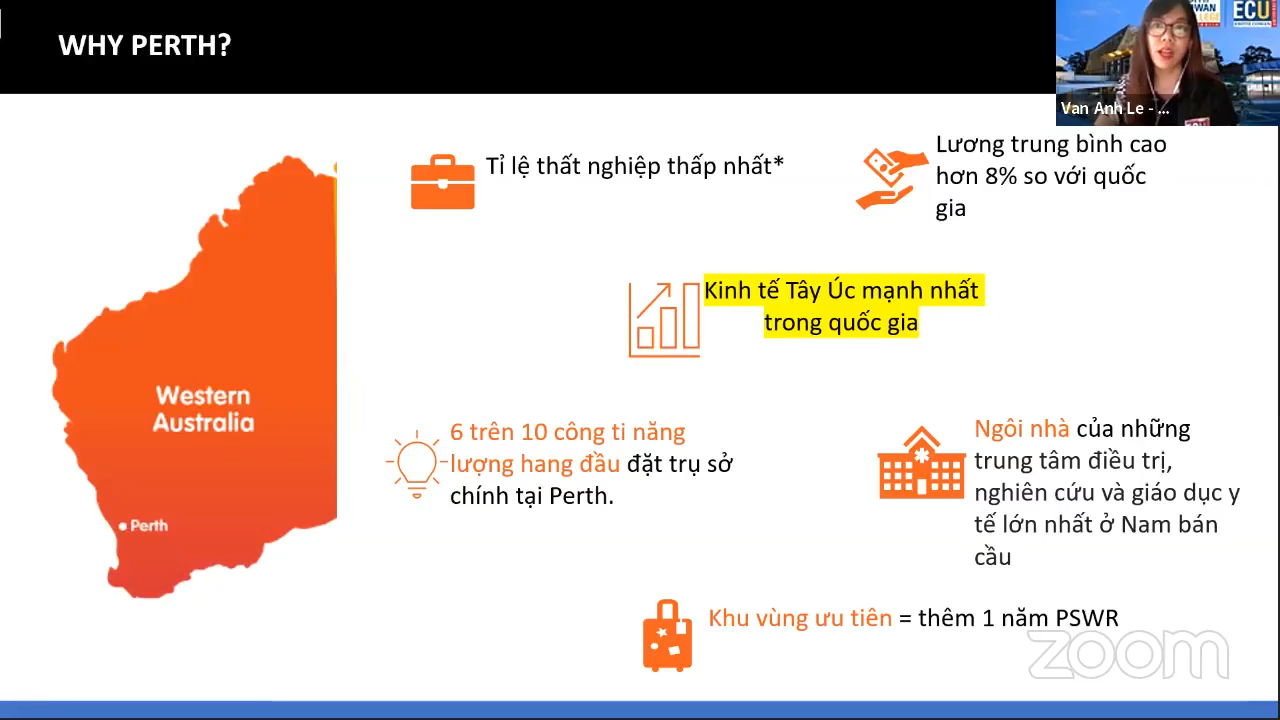 WHY PERTH?
ECU
Van Anh Le - ...
Tỉ lệ thất nghiệp thấp nhất*
Lương trung bình cao
hơn 8% so với quốc
gia
Kinh tế Tây Úc mạnh nhất
trong quốc gia
Western
Australia
Perth
6 trên 10 công ti năng
lượng hang đầu đặt trụ sở
chính tại Perth.
Ngôi nhà của những
trung tâm điều trị,
nghiên cứu và giáo dục y
tế lớn nhất ở Nam bán
cầu
Khu vùng ưu tiên = thêm 1 năm PSWR
zoom